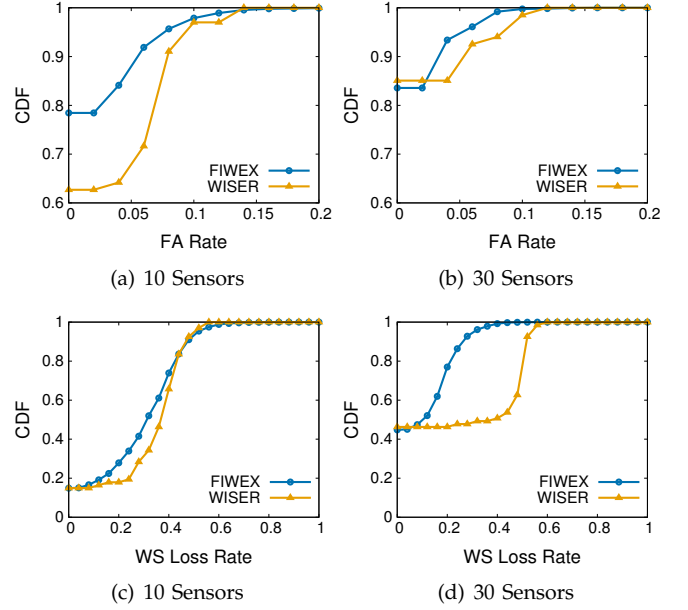 1
0.9
0.8
0.7
0.6
CDF
0 0.05 0.1 0.15 0.2
FA Rate
FIWEX
WISER
(a) 10 Sensors
1
0.9
0.8
0.7
0.6
CDF
0 0.05 0.1 0.15 0.2
FA Rate
FIWEX
WISER
(b) 30 Sensors
1
0.8
0.6
0.4
0.2
0
CDF
0 0.2 0.4 0.6 0.8 1
WS Loss Rate
FIWEX
WISER
(c) 10 Sensors
1
0.8
0.6
0.4
0.2
0
CDF
0 0.2 0.4 0.6 0.8 1
WS Loss Rate
FIWEX
WISER
(d) 30 Sensors